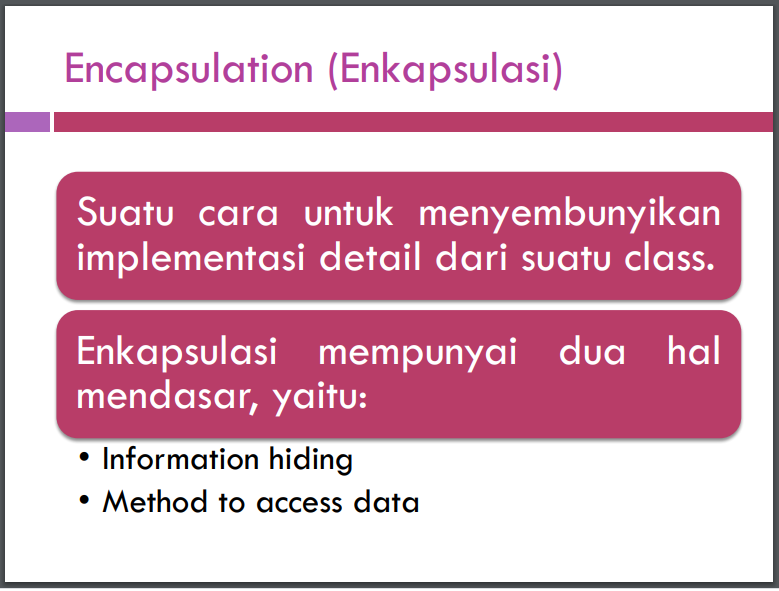 Encapsulation (Enkapsulasi)
Suatu cara untuk menyembunyikan
implementasi detail dari suatu class.
Enkapsulasi mempunyai dua hal
mendasar, yaitu:
• Information hiding
• Method to access data